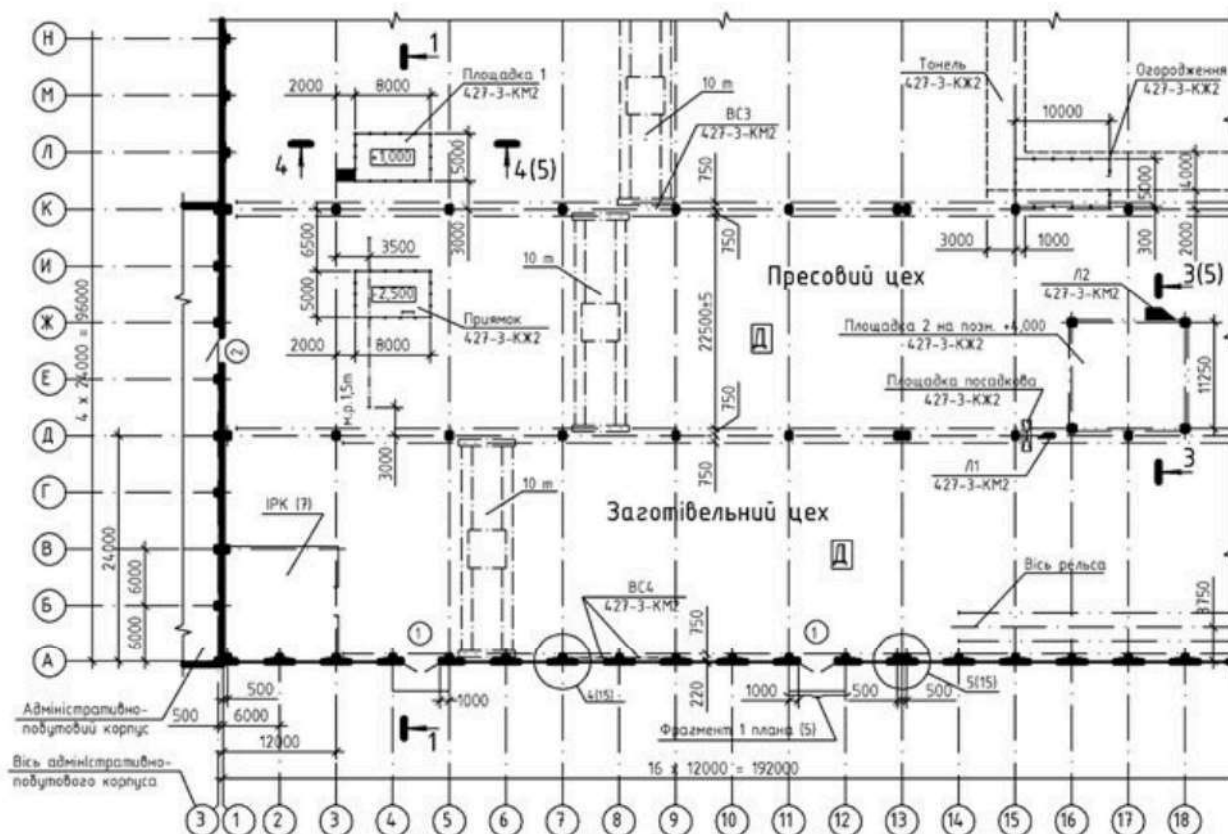 Н
М
Л
К
И
Ж
Е
Д
Г
В
Б
А
1
Площадка 1
427-3-КМ2
2000
8000
+1,000
4
4(5)
5000
3000
10 т
ВС3
427-3-КМ2
750
750
Тонель
427-3-КЖ2
Огородження
427-3-КЖ2
10000
5000
4000
3000
1000
300
2000
6500
3500
5000
-2,500
Приямок
427-3-КЖ2
2000
8000
м.р. 1,5т
3000
10 т
Пресовий цех
22500±5
Д
750
750
Л2
427-3-КМ2
3(5)
Площадка 2 на позн. +4,000
427-3-КЖ2
11250
Площадка посадкова
427-3-КЖ2
Л1
427-3-КМ2
3
4 х 24000 = 96000
2
24000
6000
6000
ІРК (7)
10 т
Заготівельний цех
Д
ВС4
427-3-КМ2
750
220
Вісь рельса
3750
1
1
500
500
6000
12000
1000
4(15)
1000
500
500
5(15)
Фрагмент 1 плана (5)
Адміністративно-
побутовий корпус
1
Вісь адміністративно-
побутового корпуса
16 х 12000 = 192000
3
1
2
3
4
5
6
7
8
9
10
11
12
13
14
15
16
17
18